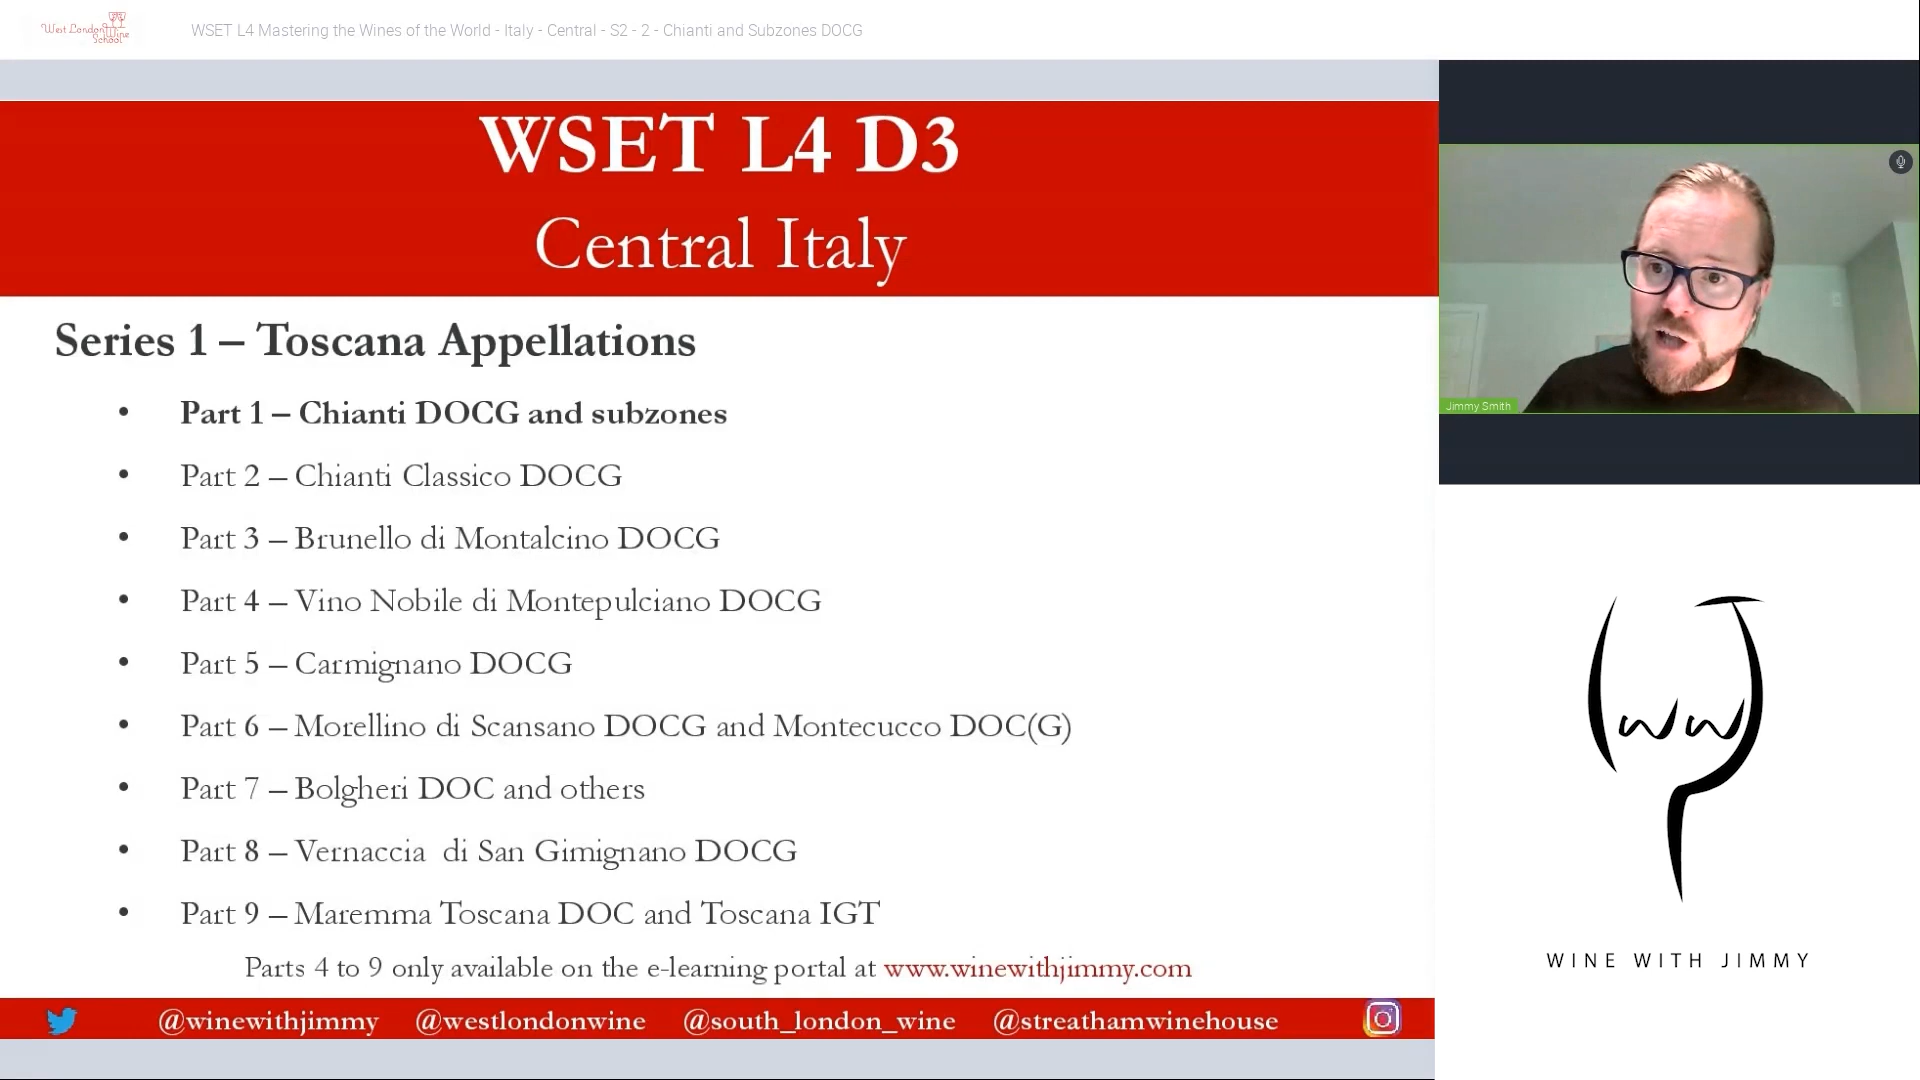 West London Wine School
WSET L4 Mastering the Wines of the World - Italy - Central - S2 - 2 - Chianti and Subzones DOCG
WSET L4 D3
Central Italy
Series 1 – Toscana Appellations
• Part 1 – Chianti DOCG and subzones
• Part 2 – Chianti Classico DOCG
• Part 3 – Brunello di Montalcino DOCG
• Part 4 – Vino Nobile di Montepulciano DOCG
• Part 5 – Carmignano DOCG
• Part 6 – Morellino di Scansano DOCG and Montecucco DOC(G)
• Part 7 – Bolgheri DOC and others
• Part 8 – Vernaccia di San Gimignano DOCG
• Part 9 – Maremma Toscana DOC and Toscana IGT
Parts 4 to 9 only available on the e-learning portal at www.winewithjimmy.com
@winewithjimmy @westlondonwine @south_london_wine @streathamwinehouse
Jimmy Smith
WINE WITH JIMMY